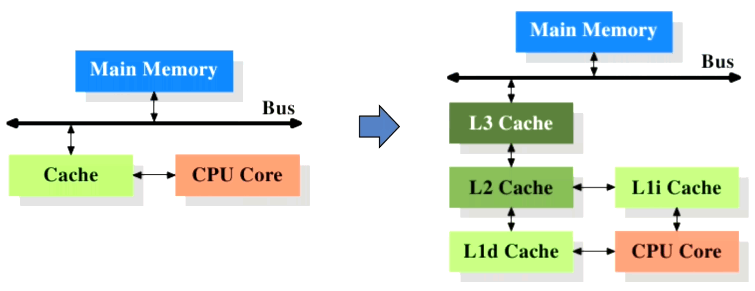 Main Memory
Bus
Cache
CPU Core
Main Memory
Bus
L3 Cache
L2 Cache
L1i Cache
L1d Cache
CPU Core